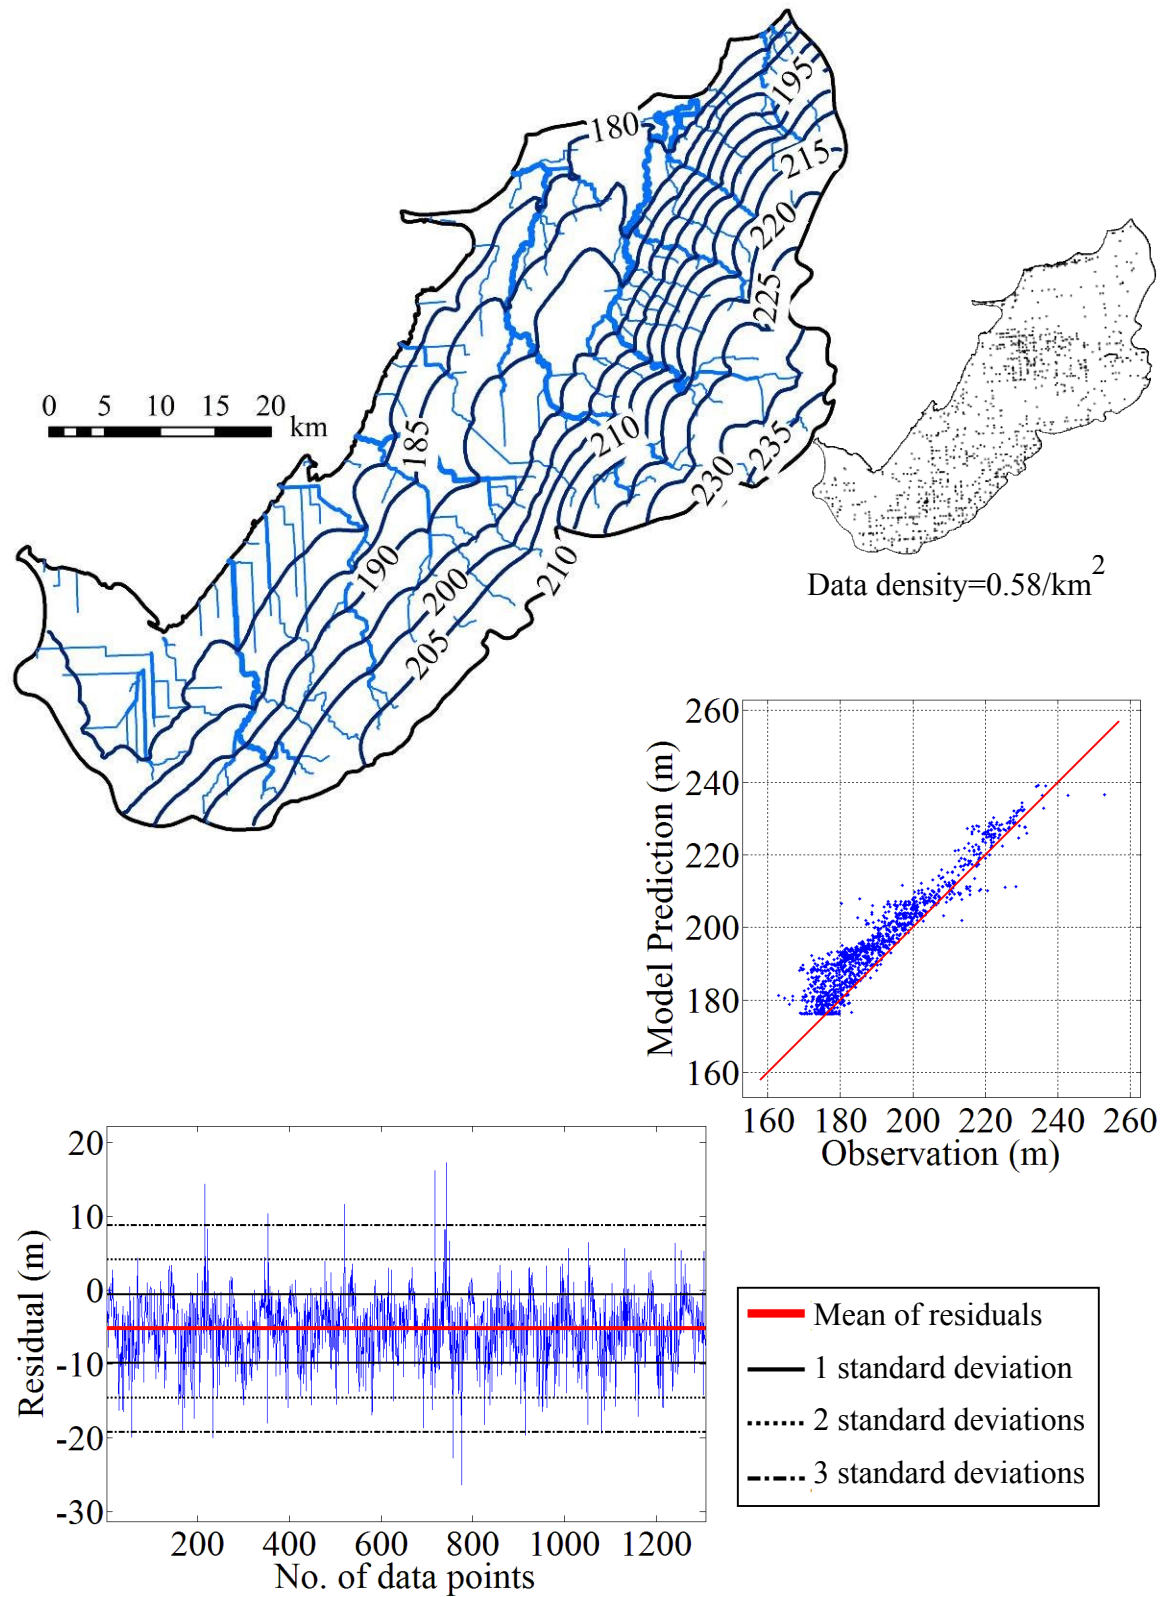 180
195
215
220
225
0 5 10 15 20
km
185
210
235
230
190
200
210
205
Data density=0.58/km2
260
240
220
200
180
160
Model Prediction (m)
160 180 200 220 240 260
Observation (m)
20
10
0
-10
-20
-30
Residual (m)
200 400 600 800 1000 1200
No. of data points
Mean of residuals
1 standard deviation
2 standard deviations
3 standard deviations